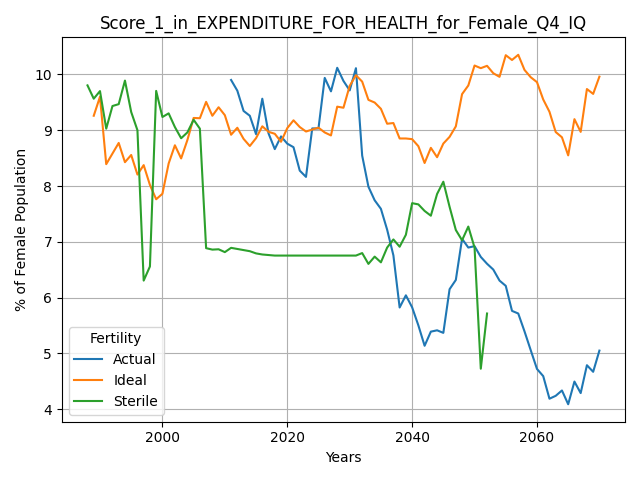 Score_1_in_EXPENDITURE_FOR_HEALTH_for_Female_Q4_IQ
% of Female Population
10
9
8
7
6
5
4
Fertility
Actual
Ideal
Sterile
2000 2020 2040 2060
Years